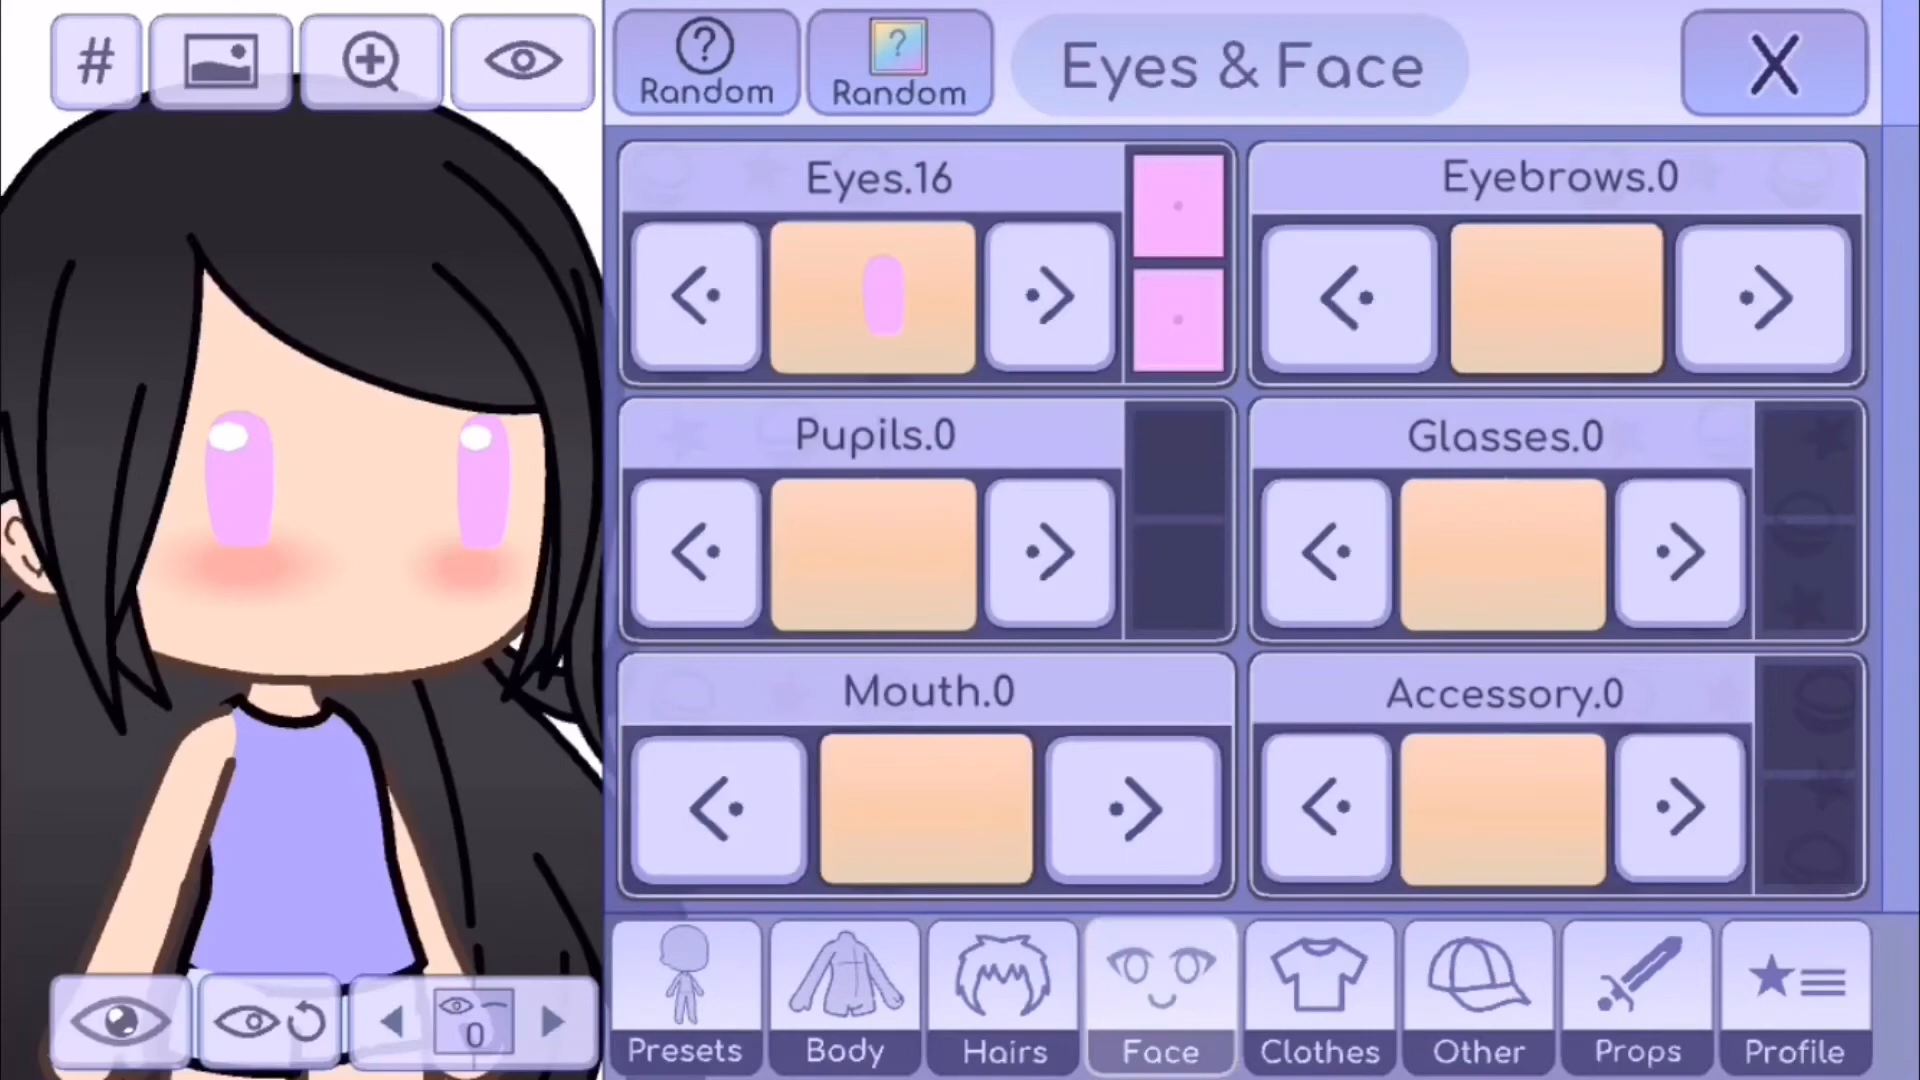 #
? Random
? Random
Eyes & Face
X
Eyes.16
Eyebrows.0
Pupils.0
Glasses.0
Mouth.0
Accessory.0
0
Presets
Body
Hairs
Face
Clothes
Other
Props
Profile